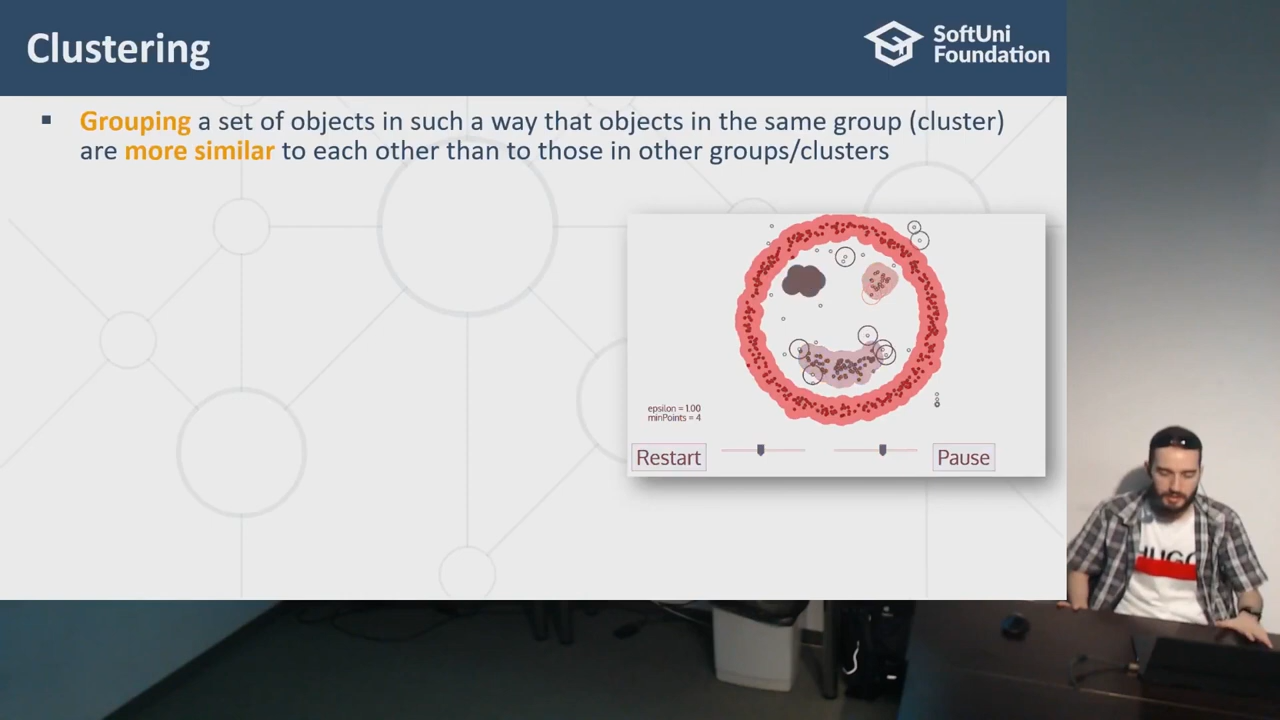 Clustering
SoftUni
Foundation
▪ Grouping a set of objects in such a way that objects in the same group (cluster)
are more similar to each other than to those in other groups/clusters
epsilon = 1.00
minPoints = 4
Restart
Pause
HUGO